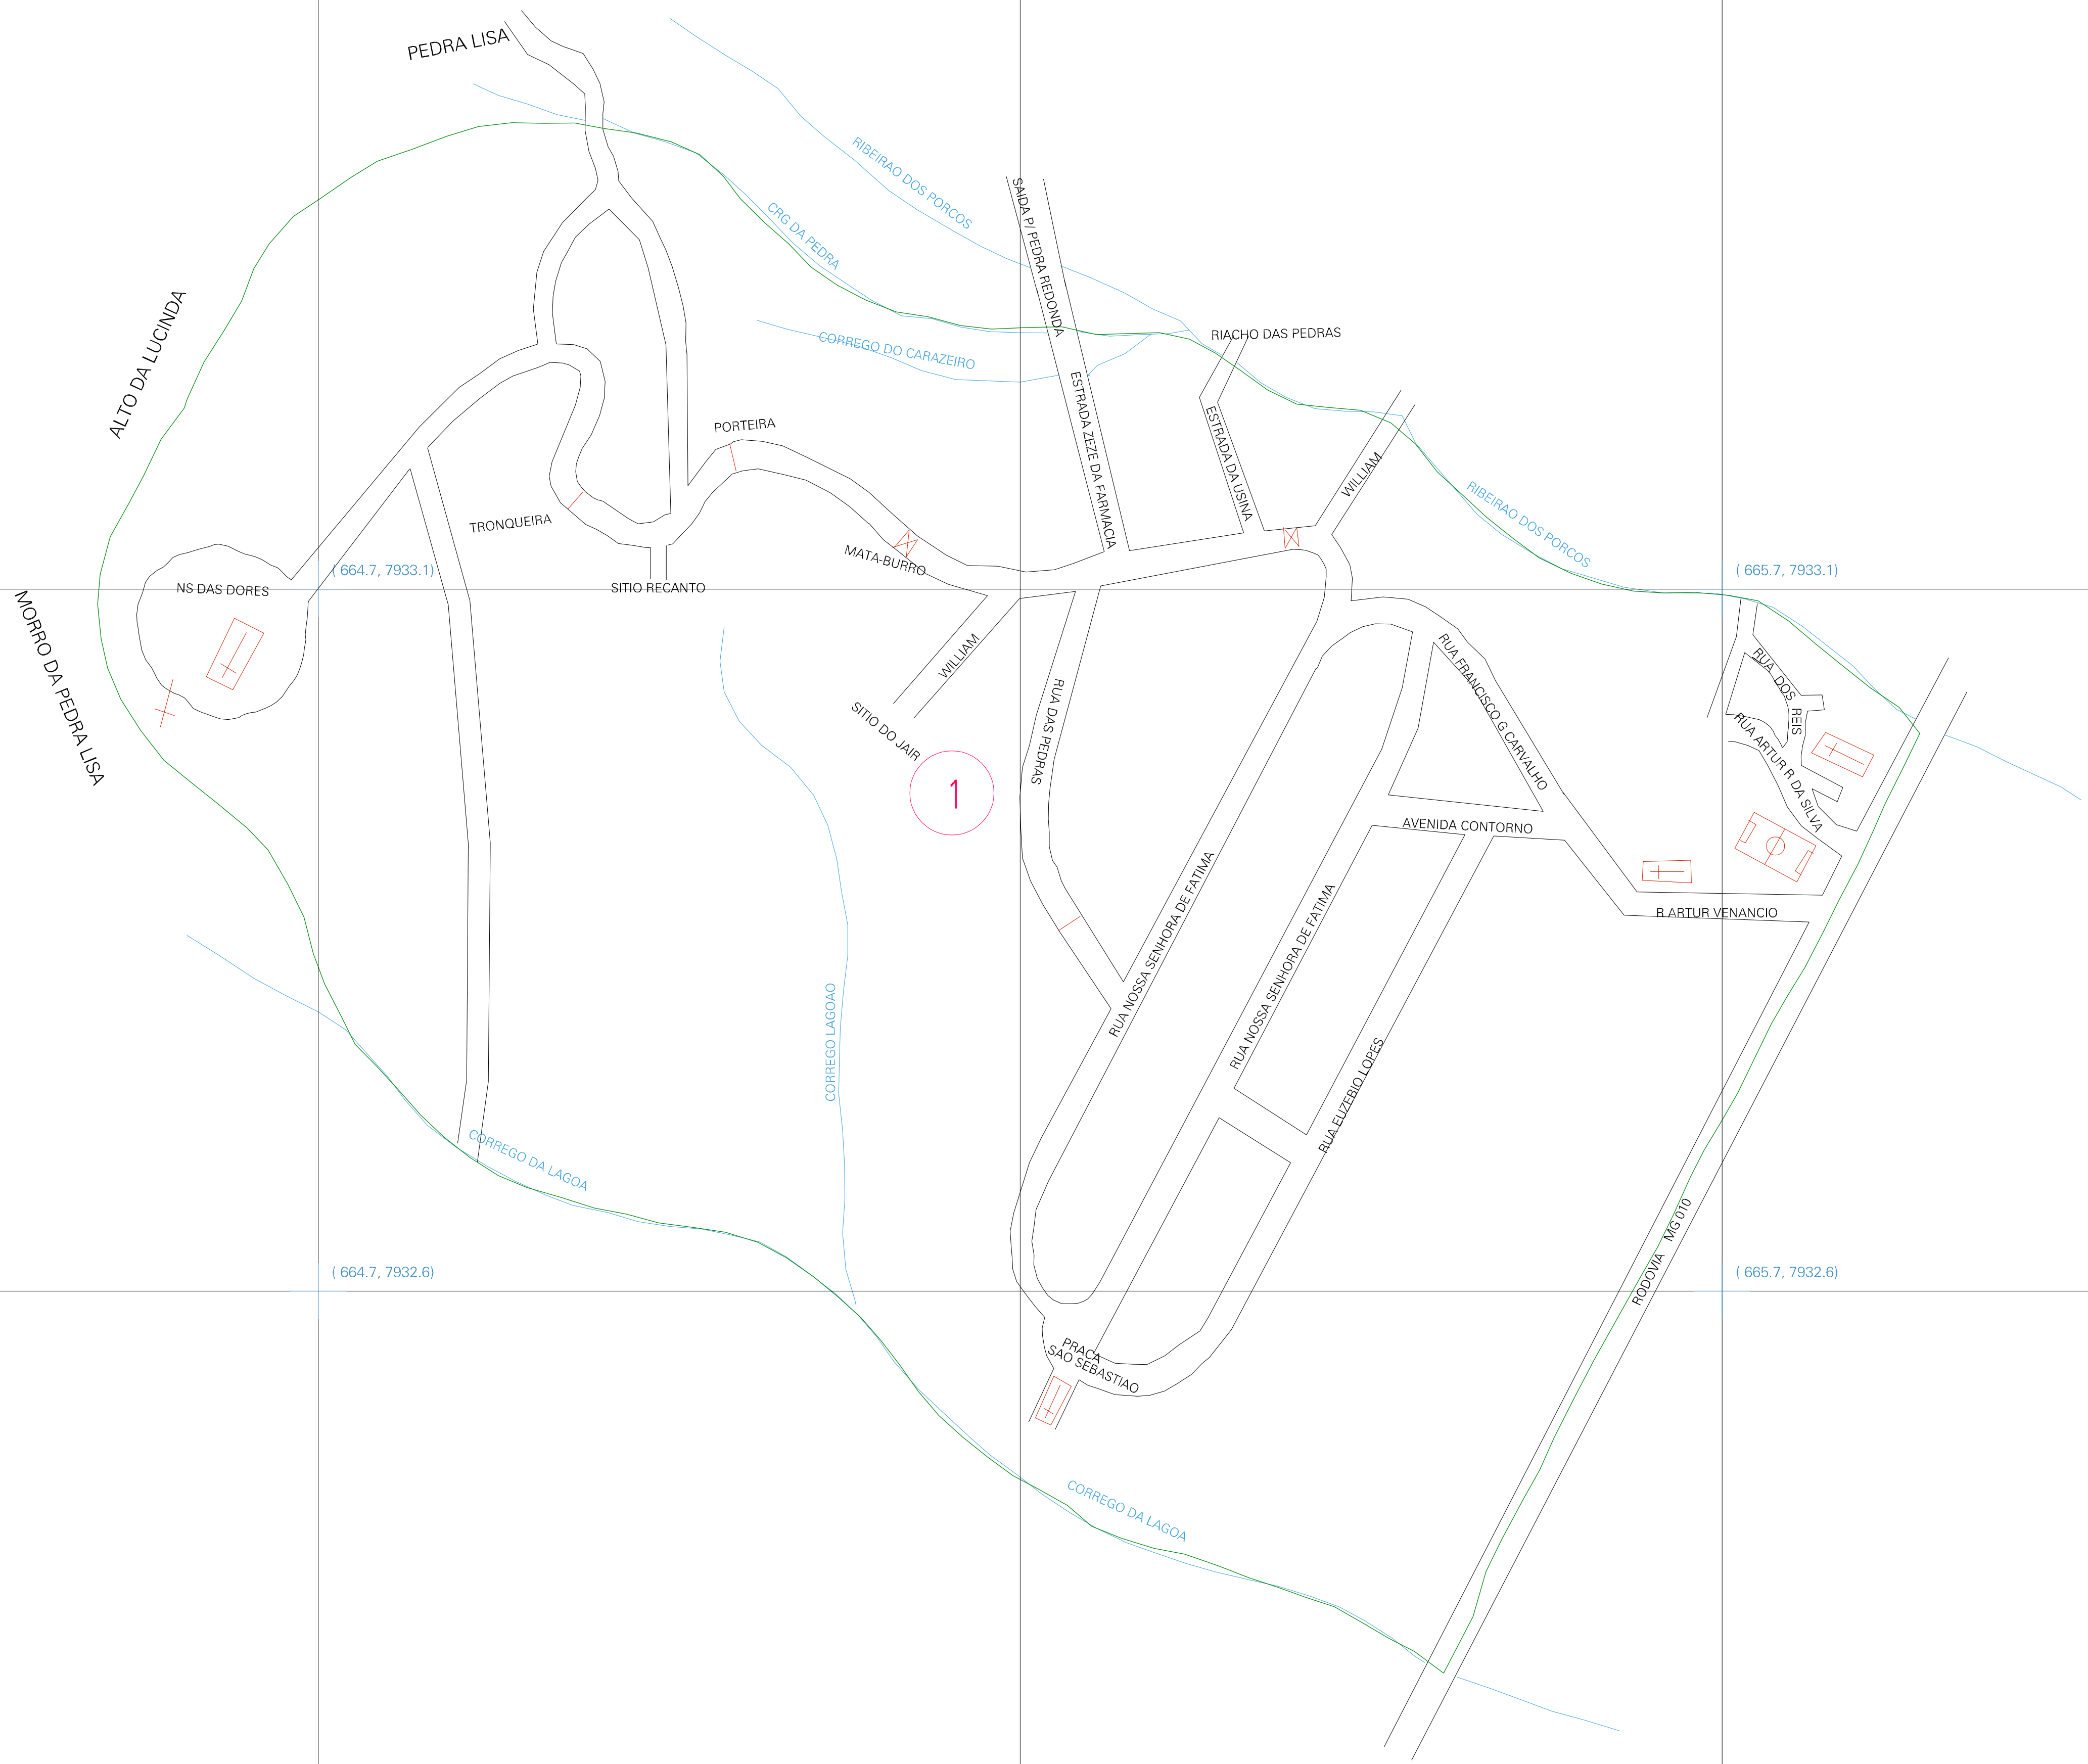 PEDRA LISA
RIBEIRAO DOS PORCOS
CRG DA PEDRA
SAIDA P/ PEDRA REDONDA
CORREGO DO CARAZEIRO
RIACHO DAS PEDRAS
ALTO DA LUCINDA
ESTRADA ZEZE DA FARMACIA
ESTRADA DA USINA
WILLIAM
PORTEIRA
TRONQUEIRA
MATA-BURRO
RIBEIRAO DOS PORCOS
( 664.7, 7933.1)
( 665.7, 7933.1)
NS DAS DORES
SITIO RECANTO
MORRO DA PEDRA LISA
WILLIAM
SITIO DO JAIR
RUA DAS PEDRAS
RUA FRANCISCO G CARVALHO
RUA DOS REIS
RUA ARTUR R DA SILVA
1
AVENIDA CONTORNO
R ARTUR VENANCIO
RUA NOSSA SENHORA DE FATIMA
RUA NOSSA SENHORA DE FATIMA
CORREGO LAGOAO
RUA EUZEBIO LOPES
CORREGO DA LAGOA
RODOVIA MG 010
( 664.7, 7932.6)
( 665.7, 7932.6)
PRACA
SAO SEBASTIAO
CORREGO DA LAGOA